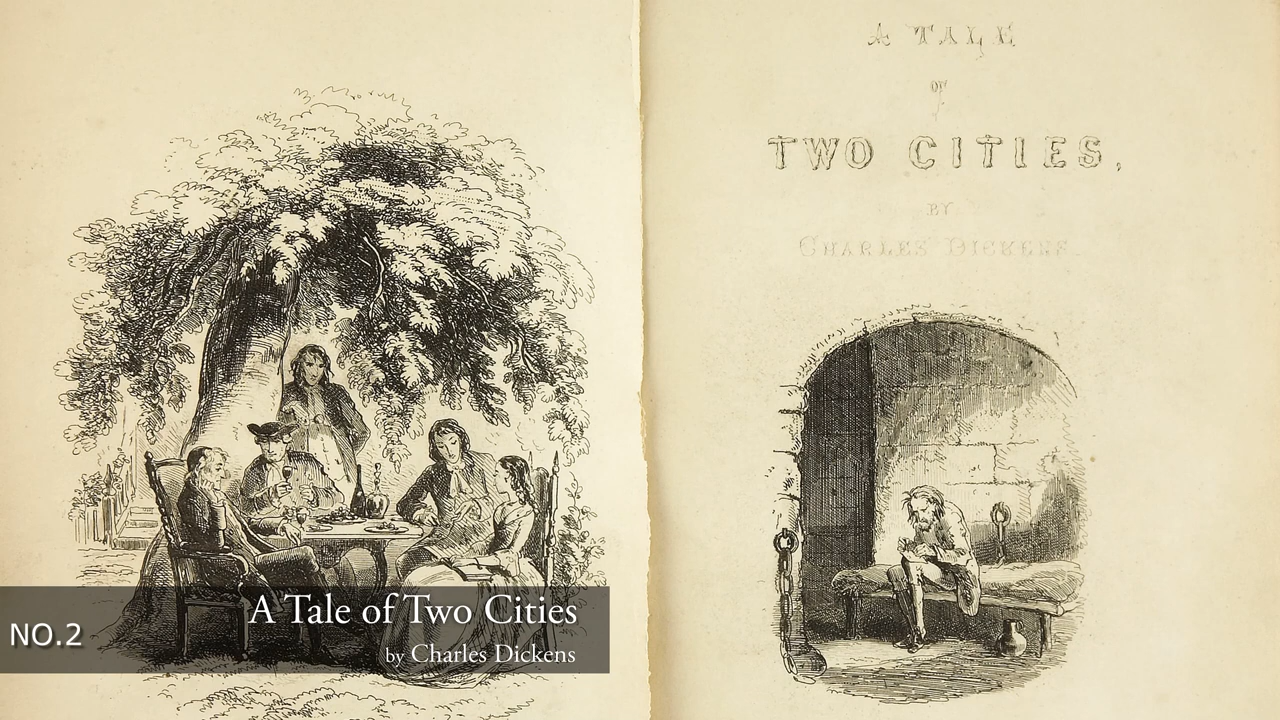 A TALE
OF
TWO CITIES,
BY
CHARLES DICKENS.
NO.2
A Tale of Two Cities
by Charles Dickens